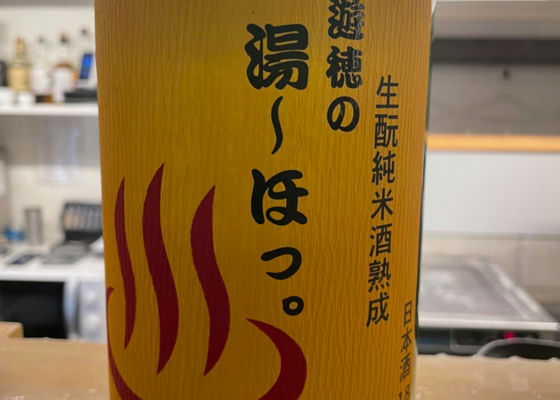 生酛純米酒熟成
遊穂の
湯〜ほっ。
日本酒